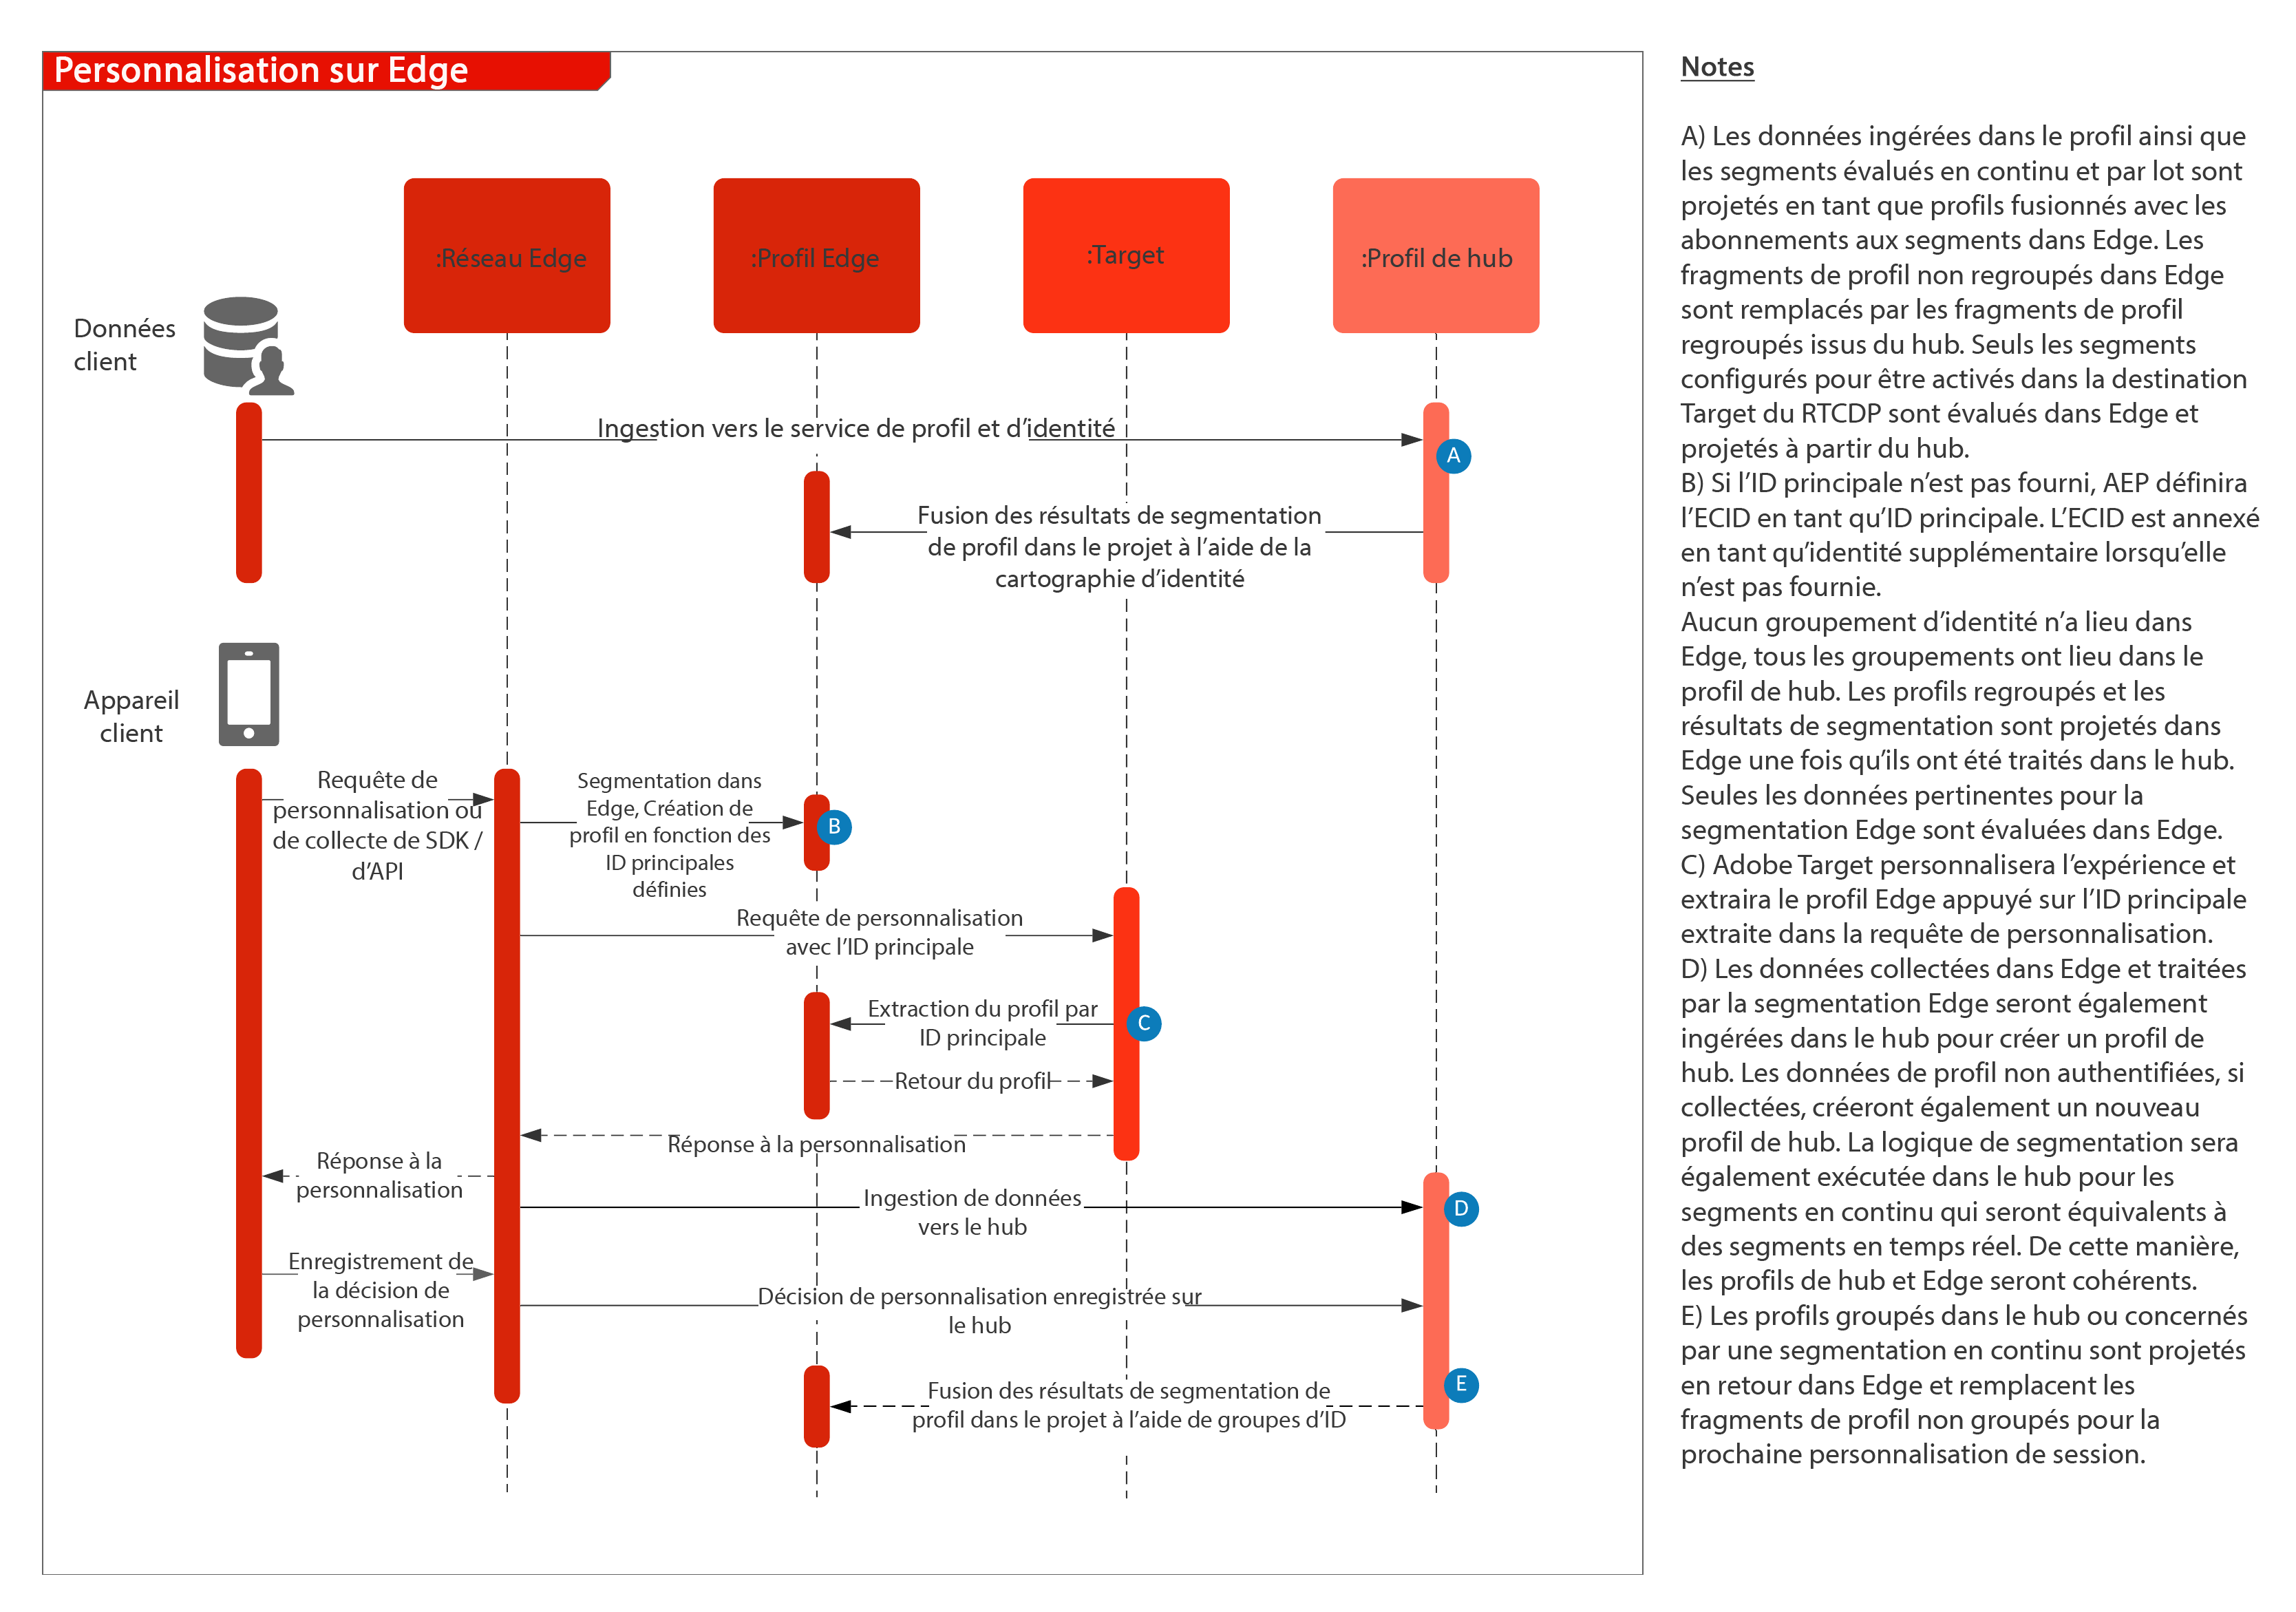 Personnalisation sur Edge
:Réseau Edge
:Profil Edge
:Target
:Profil de hub
Données
client
Ingestion vers le service de profil et d’identité
A
Fusion des résultats de segmentation
de profil dans le projet à l’aide de la
cartographie d’identité
Appareil
client
Requête de
personnalisation ou
de collecte de SDK /
d’API
Segmentation dans
Edge, Création de
profil en fonction des
ID principales
définies
B
Requête de personnalisation
avec l’ID principale
Extraction du profil par
ID principale
C
Retour du profil
Réponse à la personnalisation
Réponse à la
personnalisation
Ingestion de données
vers le hub
D
Enregistrement de
la décision de
personnalisation
Décision de personnalisation enregistrée sur
le hub
E
Fusion des résultats de segmentation de
profil dans le projet à l’aide de groupes d’ID
Notes
A) Les données ingérées dans le profil ainsi que
les segments évalués en continu et par lot sont
projetés en tant que profils fusionnés avec les
abonnements aux segments dans Edge. Les
fragments de profil non regroupés dans Edge
sont remplacés par les fragments de profil
regroupés issus du hub. Seuls les segments
configurés pour être activés dans la destination
Target du RTCDP sont évalués dans Edge et
projetés à partir du hub.
B) Si l’ID principale n’est pas fourni, AEP définira
l’ECID en tant qu’ID principale. L’ECID est annexé
en tant qu’identité supplémentaire lorsqu’elle
n’est pas fournie.
Aucun groupement d’identité n’a lieu dans
Edge, tous les groupements ont lieu dans le
profil de hub. Les profils regroupés et les
résultats de segmentation sont projetés dans
Edge une fois qu’ils ont été traités dans le hub.
Seules les données pertinentes pour la
segmentation Edge sont évaluées dans Edge.
C) Adobe Target personnalisera l’expérience et
extraira le profil Edge appuyé sur l’ID principale
extraite dans la requête de personnalisation.
D) Les données collectées dans Edge et traitées
par la segmentation Edge seront également
ingérées dans le hub pour créer un profil de
hub. Les données de profil non authentifiées, si
collectées, créeront également un nouveau
profil de hub. La logique de segmentation sera
également exécutée dans le hub pour les
segments en continu qui seront équivalents à
des segments en temps réel. De cette manière,
les profils de hub et Edge seront cohérents.
E) Les profils groupés dans le hub ou concernés
par une segmentation en continu sont projetés
en retour dans Edge et remplacent les
fragments de profil non groupés pour la
prochaine personnalisation de session.